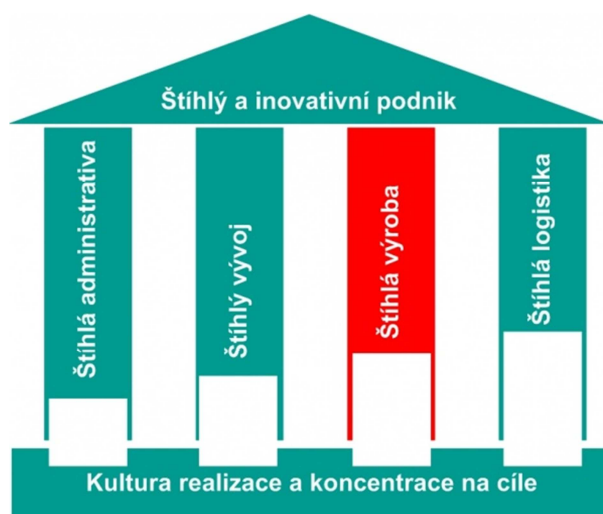 Štíhlý a inovativní podnik
Štíhlá administrativa
Štíhlý vývoj
Štíhlá výroba
Štíhlá logistika
Kultura realizace a koncentrace na cíle